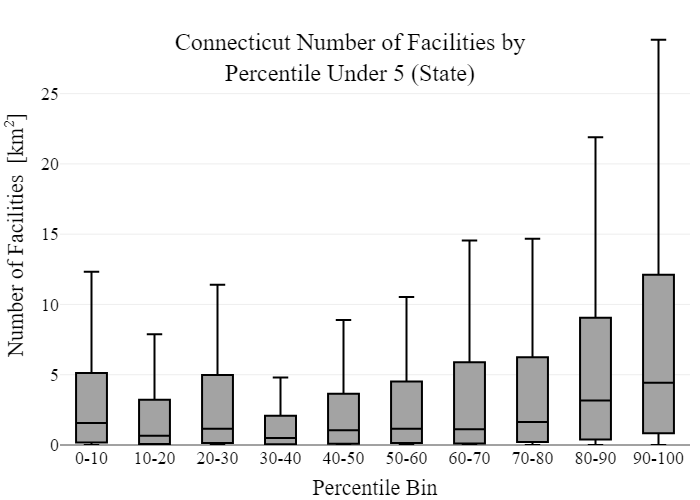 Connecticut Number of Facilities by
Percentile Under 5 (State)
Number of Facilities [km²]
25
20
15
10
5
0
0-10 10-20 20-30 30-40 40-50 50-60 60-70 70-80 80-90 90-100
Percentile Bin